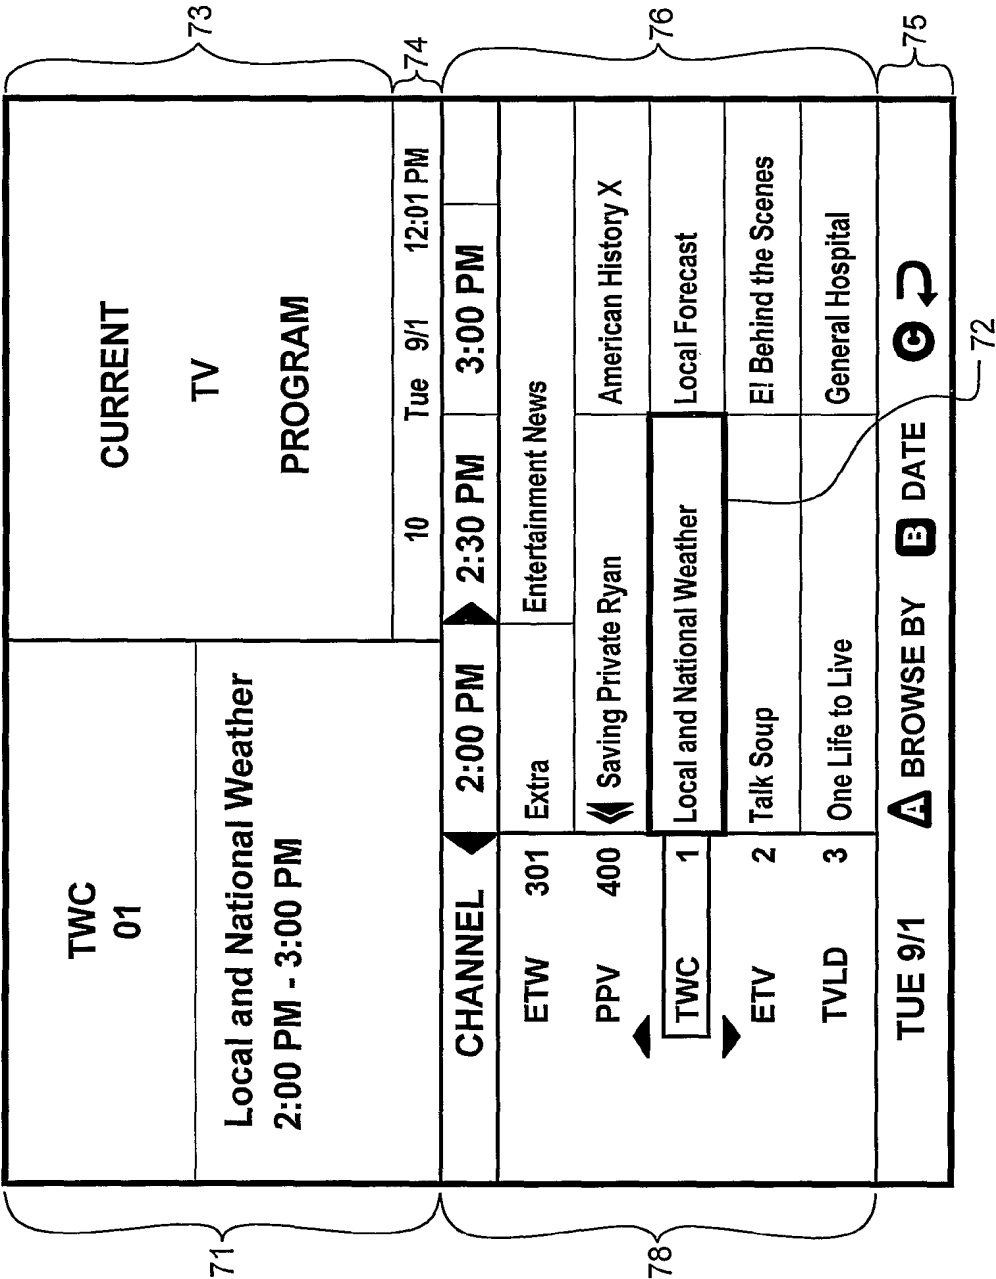 TWC
01
Local and National Weather
2:00 PM - 3:00 PM
CURRENT
TV
PROGRAM
10 Tue 9/1 12:01 PM
CHANNEL 2:00 PM 2:30 PM 3:00 PM
ETW 301 Extra Entertainment News
PPV 400 Saving Private Ryan American History X
TWC 1 Local and National Weather Local Forecast
ETV 2 Talk Soup E! Behind the Scenes
TVLD 3 One Life to Live General Hospital
TUE 9/1 A BROWSE BY B DATE C
71
78
73
74
76
75
72